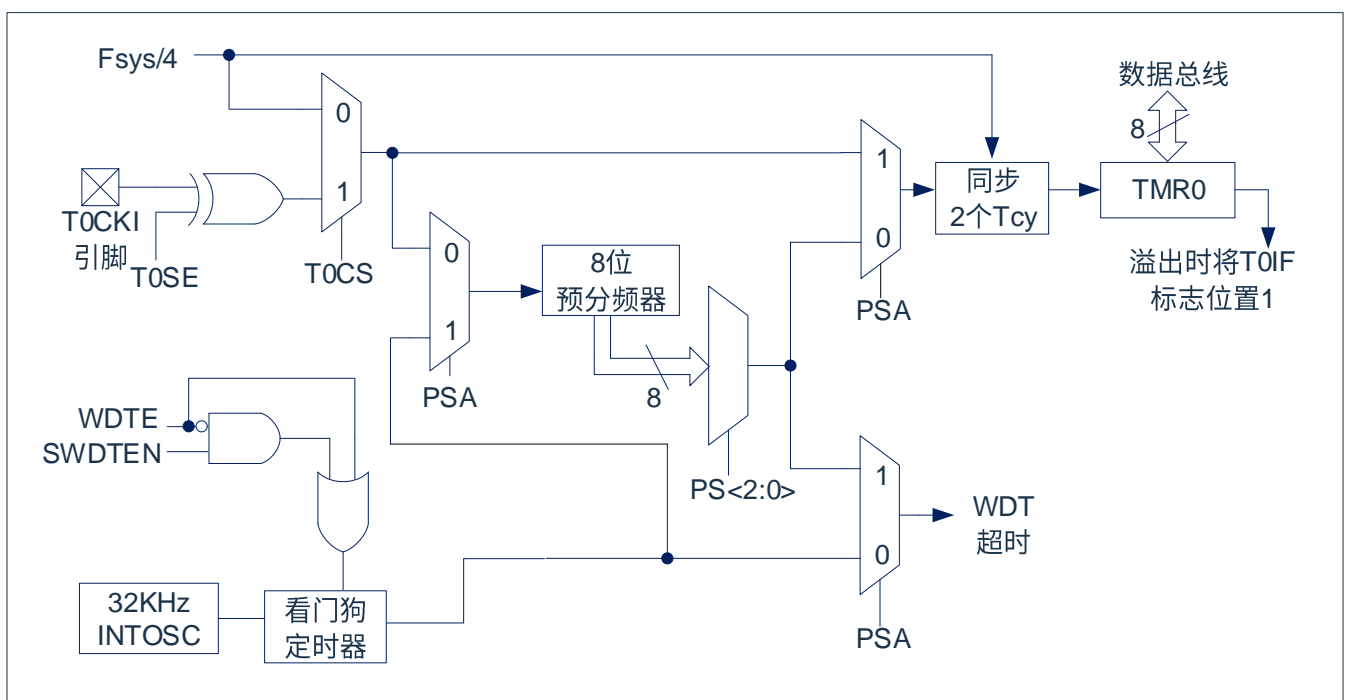 Fsys/4
0
1
T0CKI
引脚
T0SE
T0CS
0
1
PSA
8位
预分频器
8
PS<2:0>
1
0
PSA
同步
2个Tcy
数据总线
8
TMR0
溢出时将T0IF
标志位置1
WDTE
SWDTEN
32KHz
INTOSC
看门狗
定时器
1
0
PSA
WDT
超时